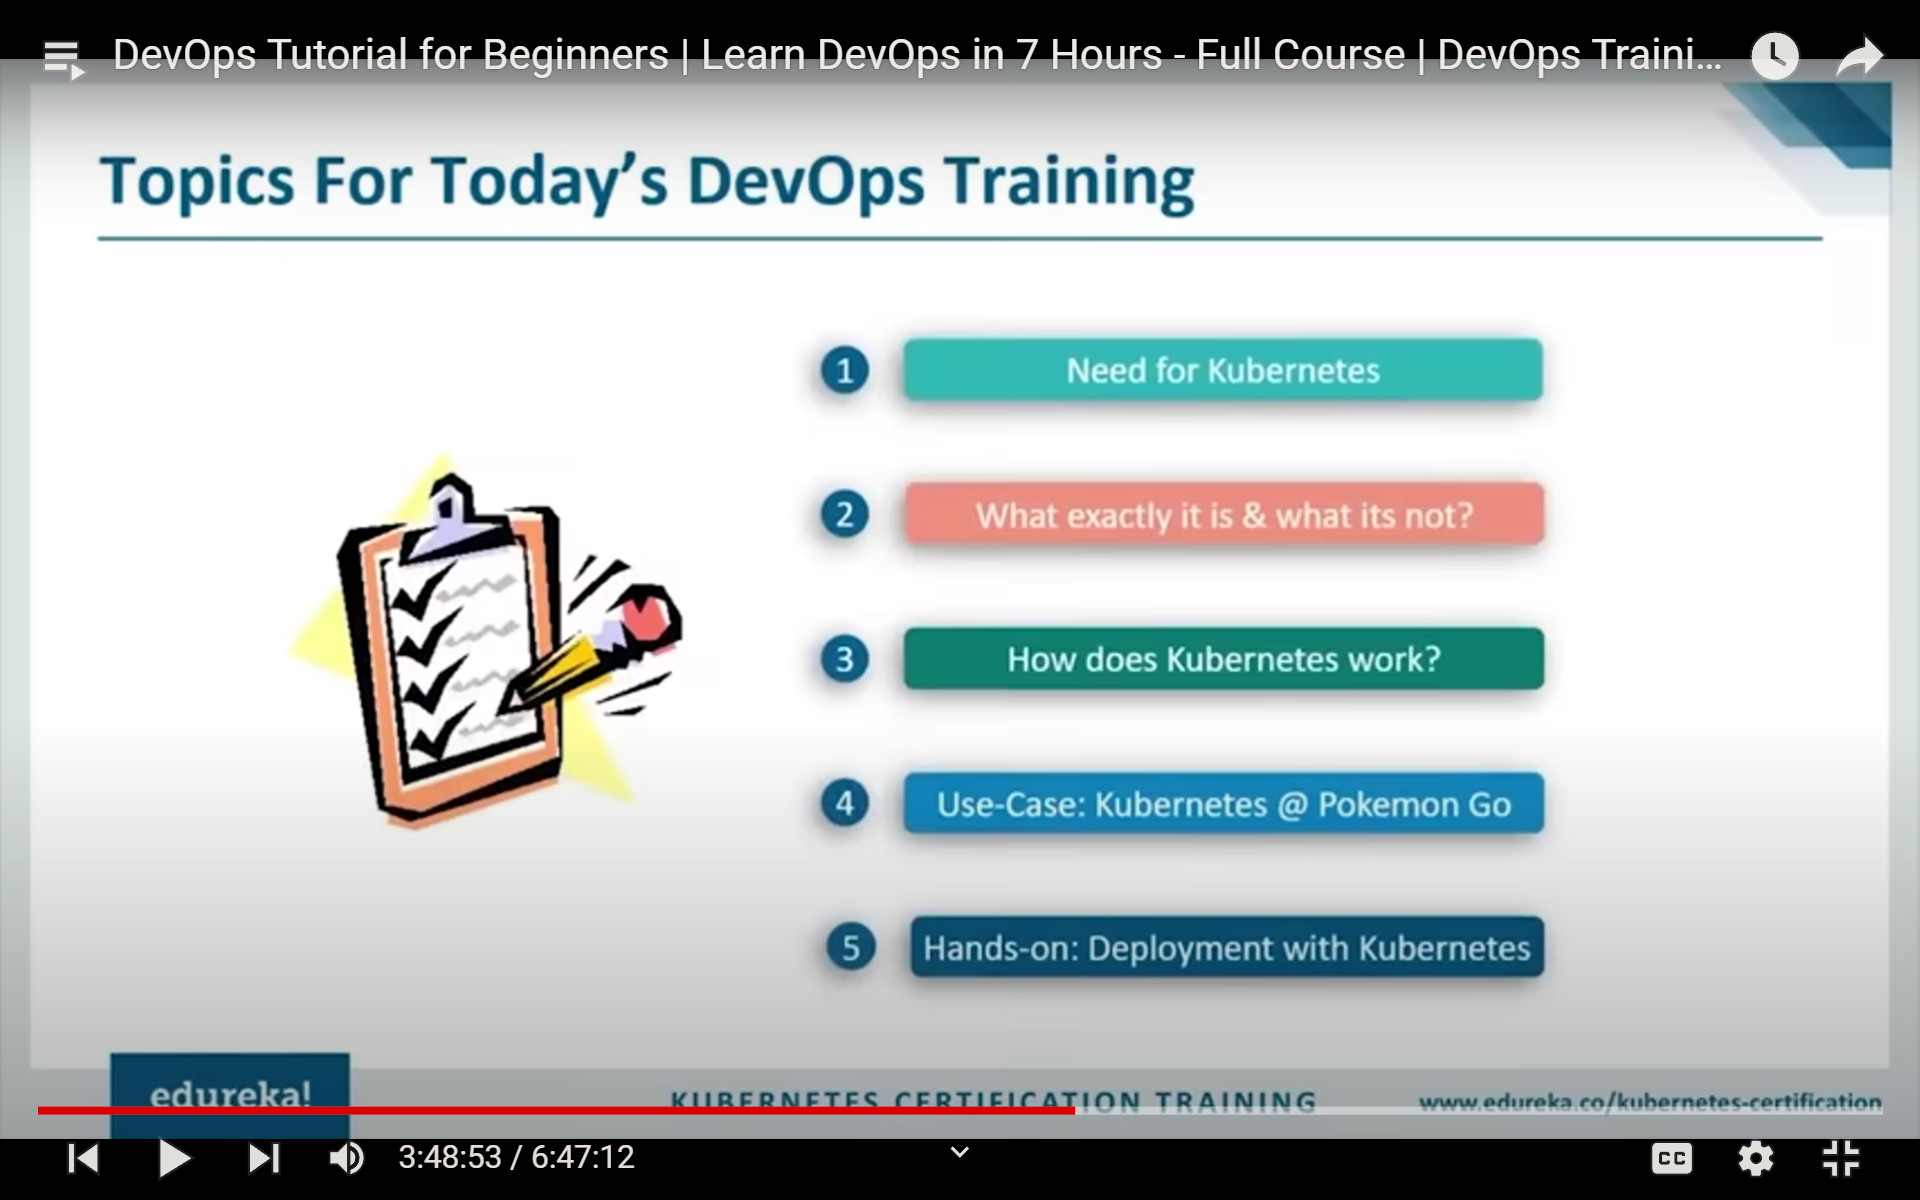 DevOps Tutorial for Beginners | Learn DevOps in 7 Hours - Full Course | DevOps Traini...
Topics For Today's DevOps Training
1 Need for Kubernetes
2 What exactly it is & what its not?
3 How does Kubernetes work?
4 Use-Case: Kubernetes @ Pokemon Go
5 Hands-on: Deployment with Kubernetes
edureka!
KUBERNETES CERTIFICATION TRAINING
www.edureka.co/kubernetes-certification
3:48:53 / 6:47:12
CC